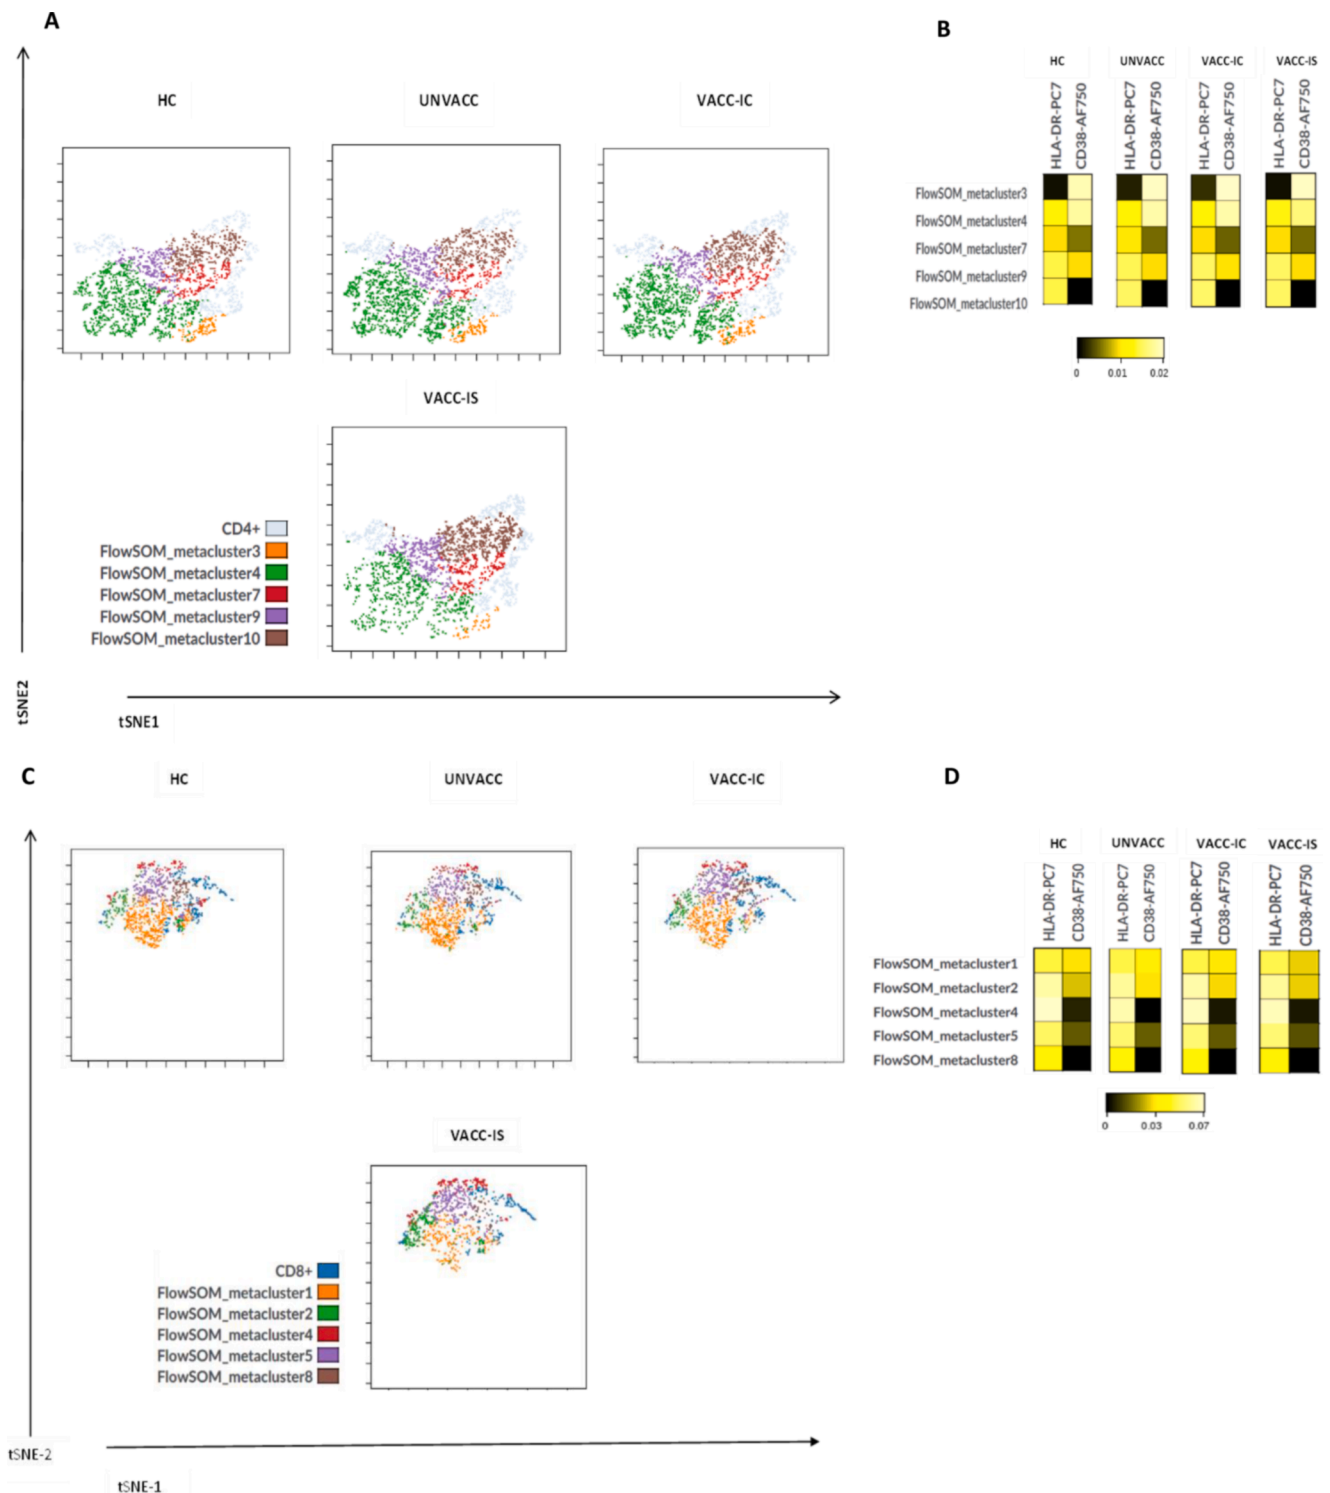 A
HC
UNVACC
VACC-IC
VACC-IS
CD4+
FlowSOM_metacluster3
FlowSOM_metacluster4
FlowSOM_metacluster7
FlowSOM_metacluster9
FlowSOM_metacluster10
tSNE2
tSNE1
B
HC
UNVACC
VACC-IC
VACC-IS
HLA-DR-PC7
CD38-AF750
HLA-DR-PC7
CD38-AF750
HLA-DR-PC7
CD38-AF750
HLA-DR-PC7
CD38-AF750
FlowSOM_metacluster3
FlowSOM_metacluster4
FlowSOM_metacluster7
FlowSOM_metacluster9
FlowSOM_metacluster10
0 0.01 0.02
C
HC
UNVACC
VACC-IC
VACC-IS
CD8+
FlowSOM_metacluster1
FlowSOM_metacluster2
FlowSOM_metacluster4
FlowSOM_metacluster5
FlowSOM_metacluster8
tSNE-2
tSNE-1
D
HC
UNVACC
VACC-IC
VACC-IS
HLA-DR-PC7
CD38-AF750
HLA-DR-PC7
CD38-AF750
HLA-DR-PC7
CD38-AF750
HLA-DR-PC7
CD38-AF750
FlowSOM_metacluster1
FlowSOM_metacluster2
FlowSOM_metacluster4
FlowSOM_metacluster5
FlowSOM_metacluster8
0 0.03 0.07